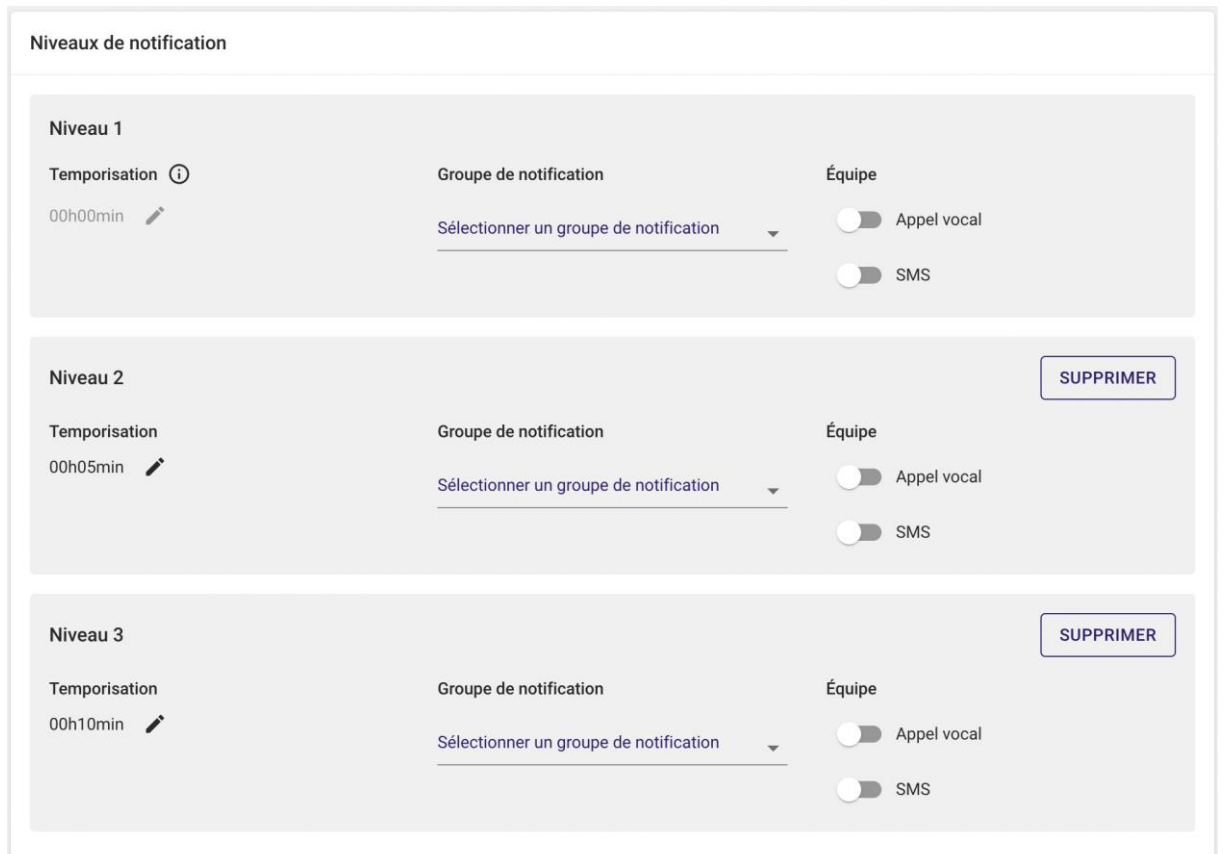 Niveaux de notification
Niveau 1
Temporisation
Groupe de notification
Équipe
00h00min
Sélectionner un groupe de notification
Appel vocal
SMS
Niveau 2
SUPPRIMER
Temporisation
Groupe de notification
Équipe
00h05min
Sélectionner un groupe de notification
Appel vocal
SMS
Niveau 3
SUPPRIMER
Temporisation
Groupe de notification
Équipe
00h10min
Sélectionner un groupe de notification
Appel vocal
SMS